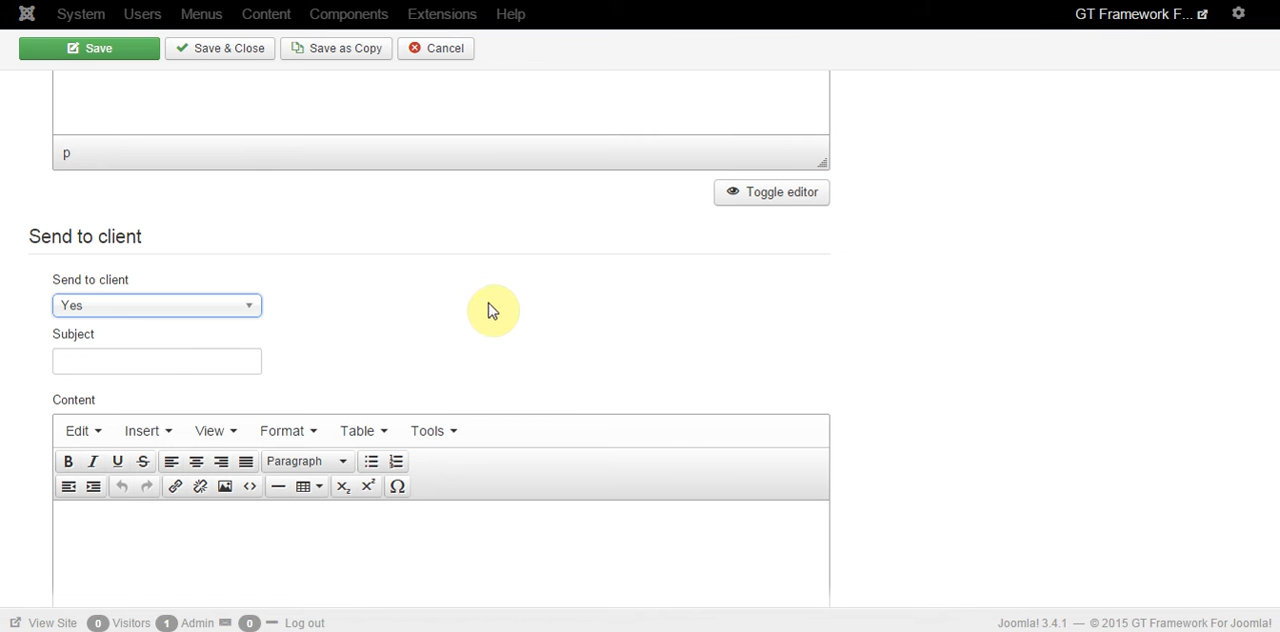 System Users Menus Content Components Extensions Help GT Framework F...
Save Save & Close Save as Copy Cancel
p
Toggle editor
Send to client
Send to client
Yes
Subject
Content
Edit Insert View Format Table Tools
B I U S Paragraph
X₂ X² Ω
View Site 0 Visitors 1 Admin 0 Log out Joomla! 3.4.1 — © 2015 GT Framework For Joomla!